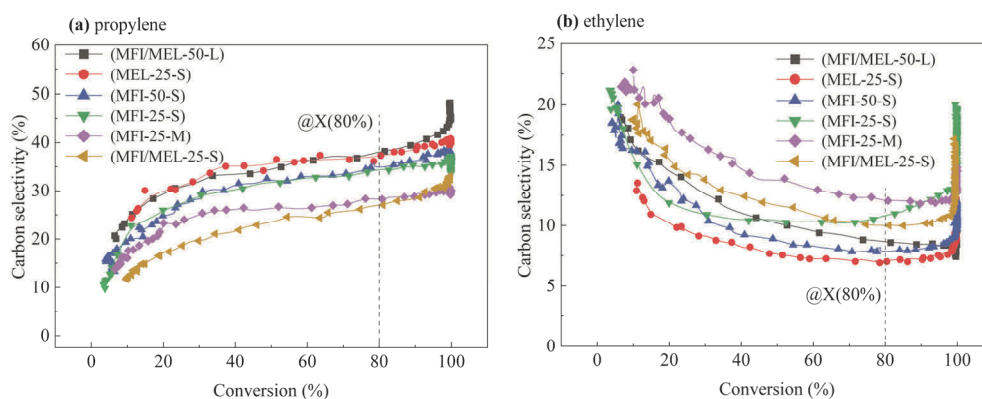 (a) propylene
60
50
40
30
20
10
0
Carbon selectivity (%)
(MFI/MEL-50-L)
(MEL-25-S)
(MFI-50-S)
(MFI-25-S)
(MFI-25-M)
(MFI/MEL-25-S)
@X(80%)
0 20 40 60 80 100
Conversion (%)
(b) ethylene
25
20
15
10
5
0
Carbon selectivity (%)
(MFI/MEL-50-L)
(MEL-25-S)
(MFI-50-S)
(MFI-25-S)
(MFI-25-M)
(MFI/MEL-25-S)
@X(80%)
0 20 40 60 80 100
Conversion (%)